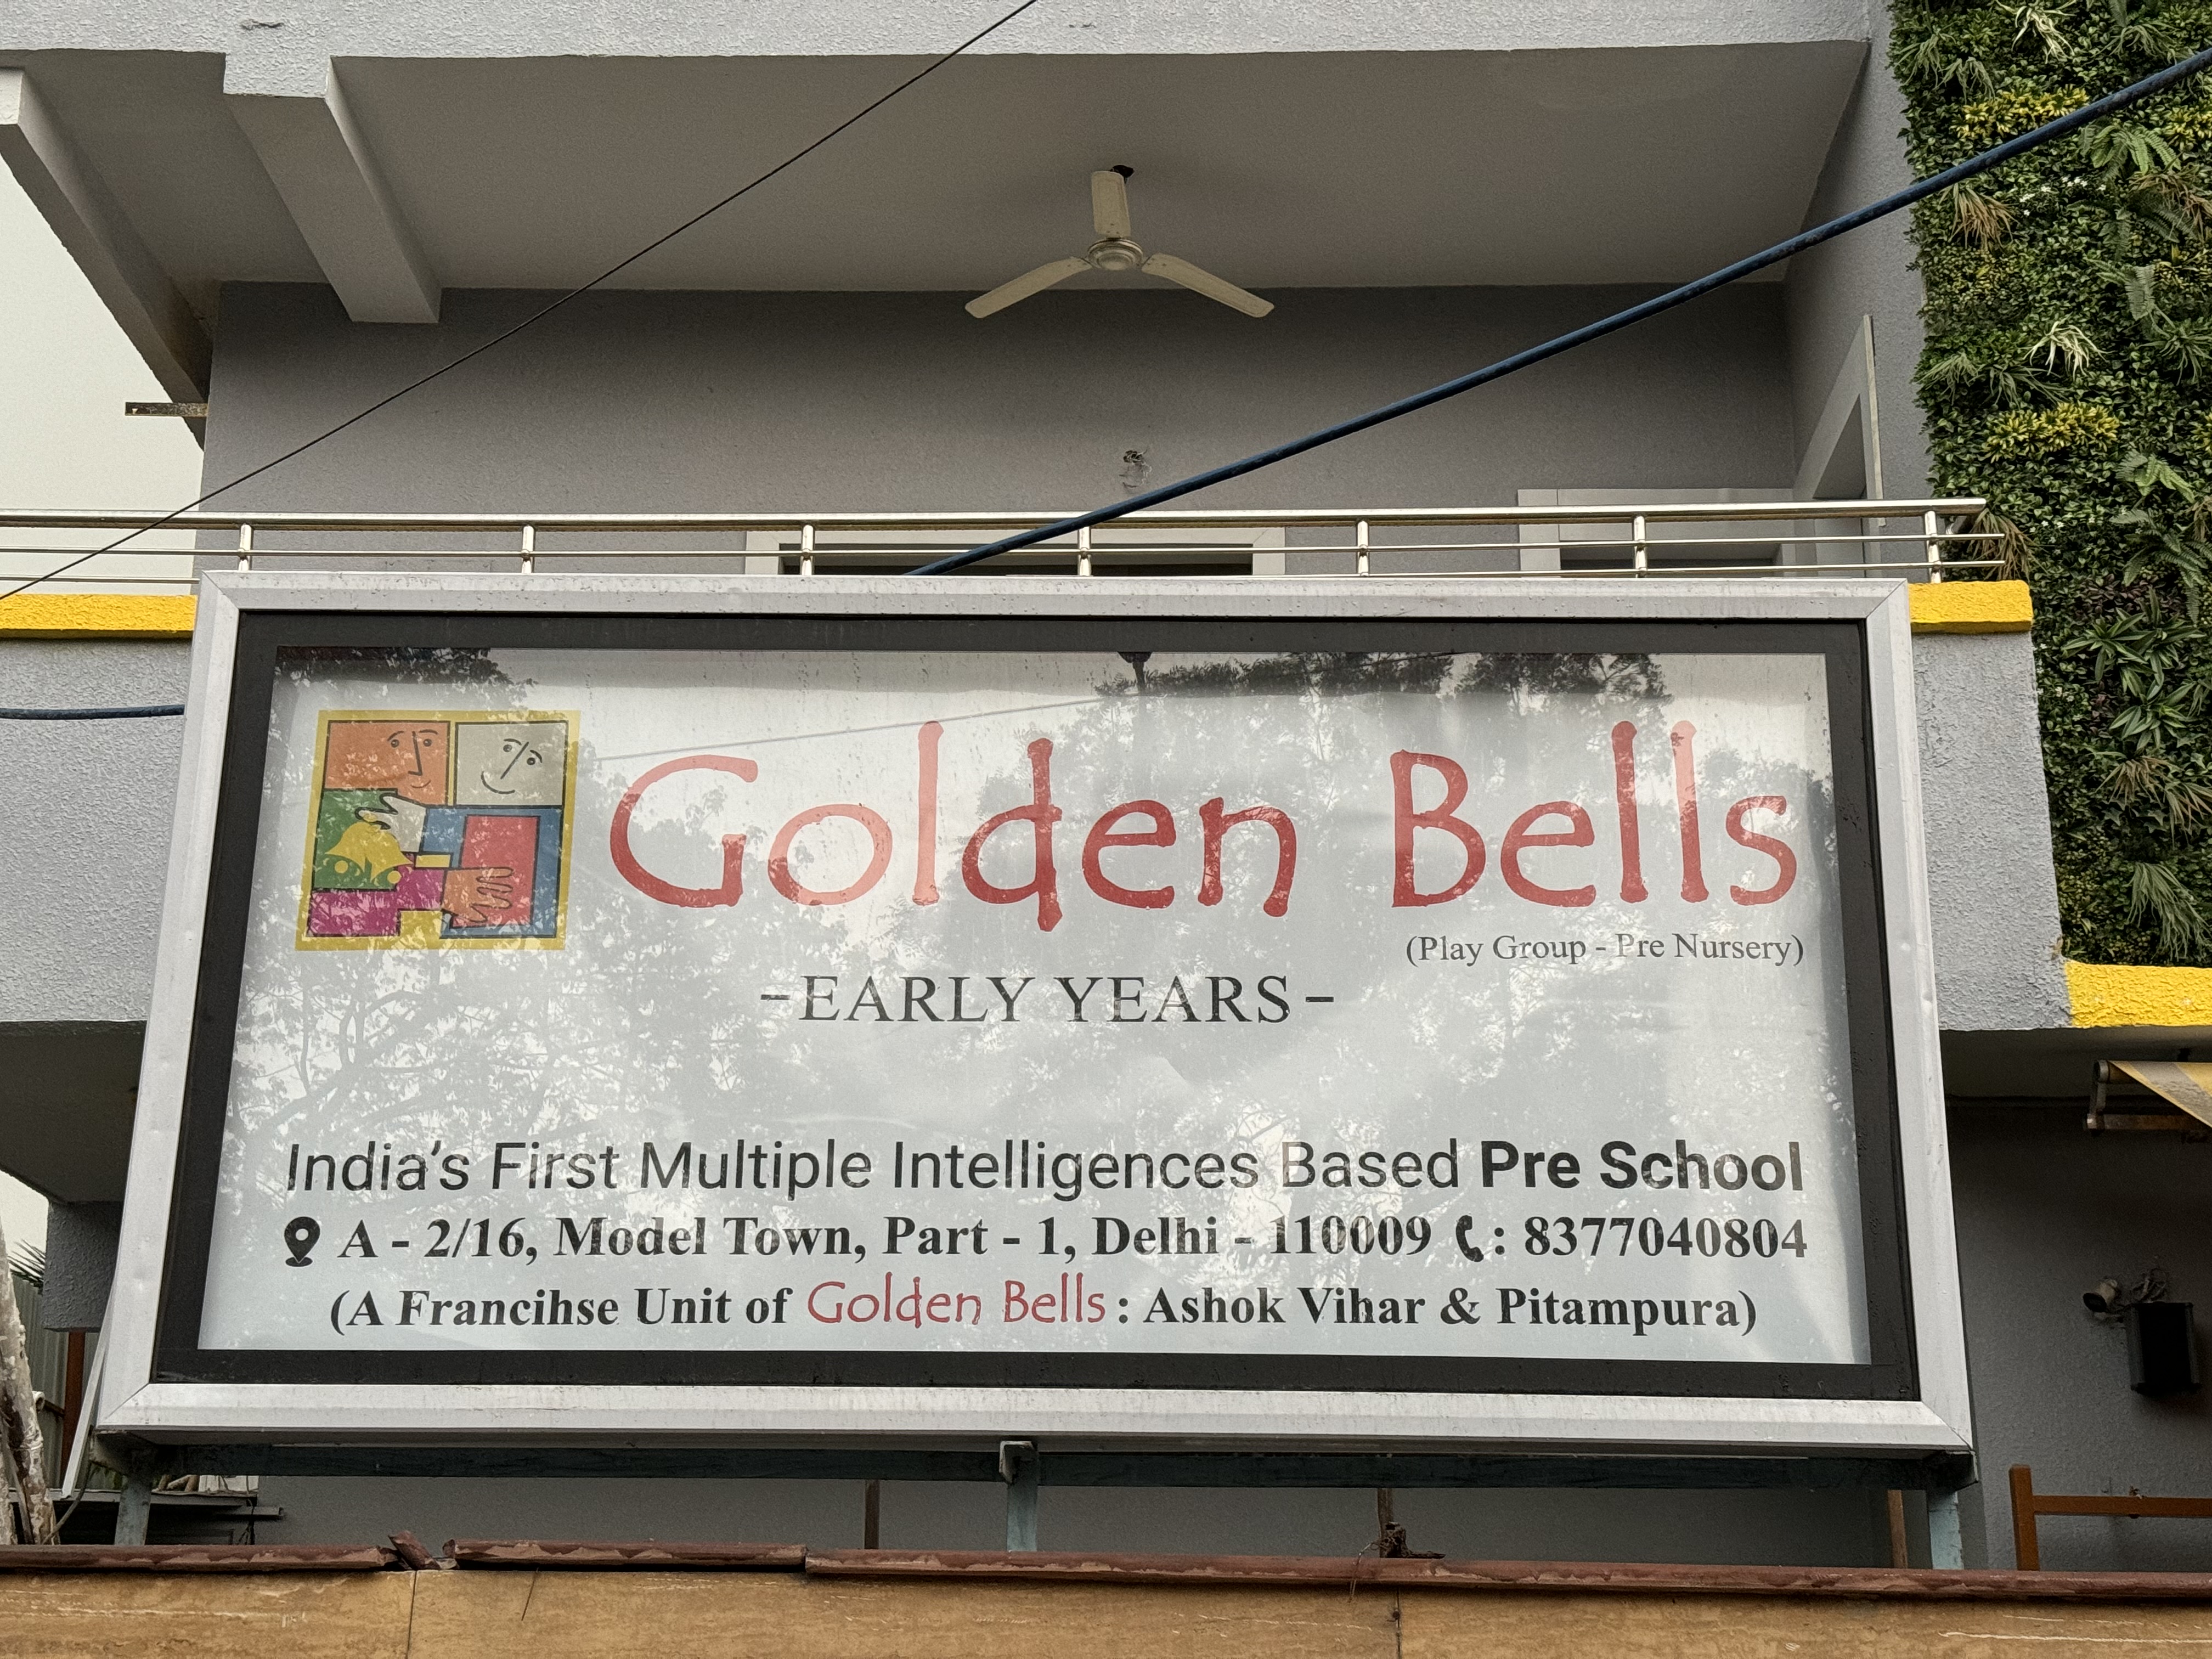 Golden Bells
(Play Group - Pre Nursery)
-EARLY YEARS-
India's First Multiple Intelligences Based Pre School
A - 2/16, Model Town, Part - 1, Delhi - 110009 : 8377040804
(A Francihse Unit of Golden Bells : Ashok Vihar & Pitampura)